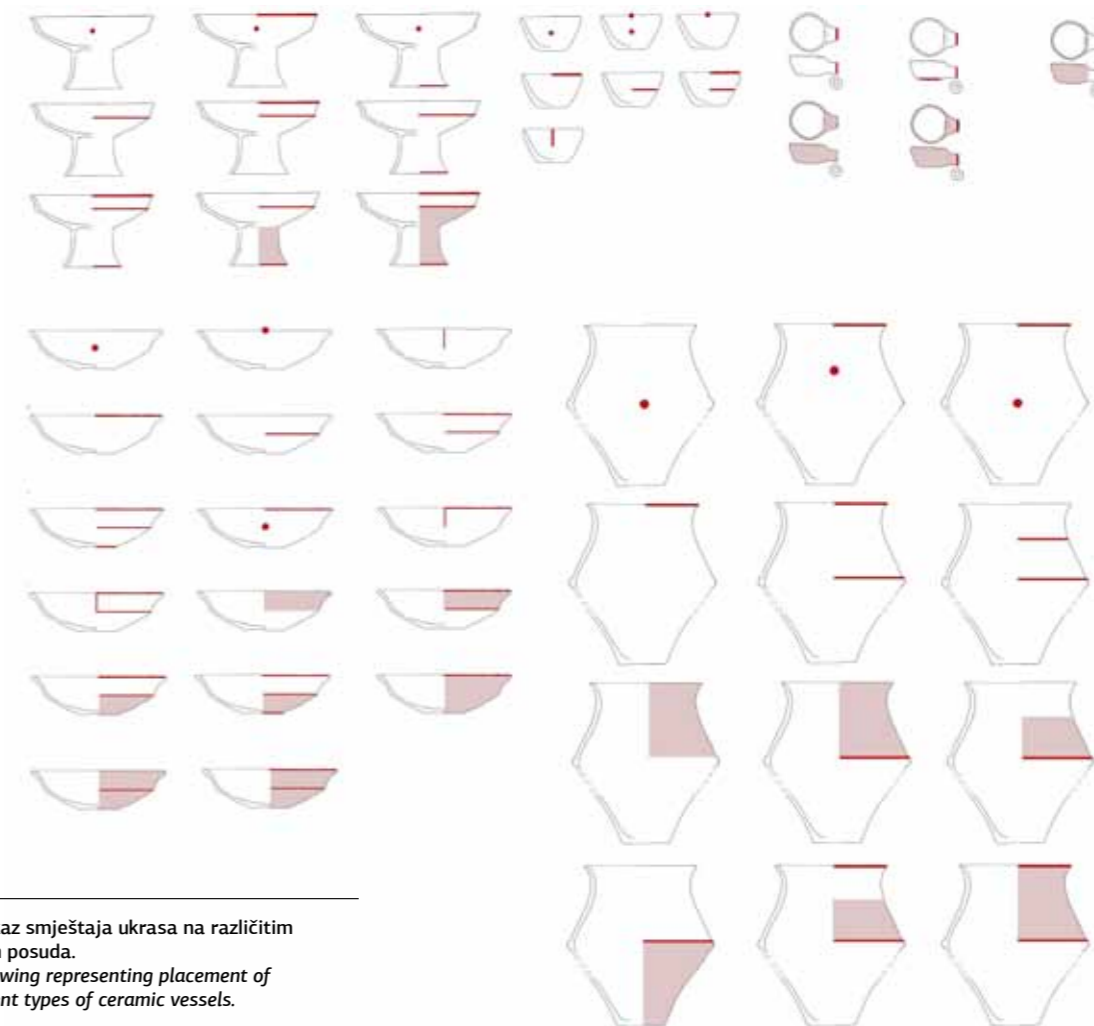 az smještaja ukrasa na različitim
posuda.
wing representing placement of
nt types of ceramic vessels.